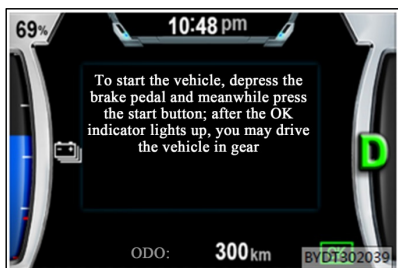 69%
10:48 pm
To start the vehicle, depress the
brake pedal and meanwhile press
the start button; after the OK
indicator lights up, you may drive
the vehicle in gear
D
ODO: 300 km
BYDT302039